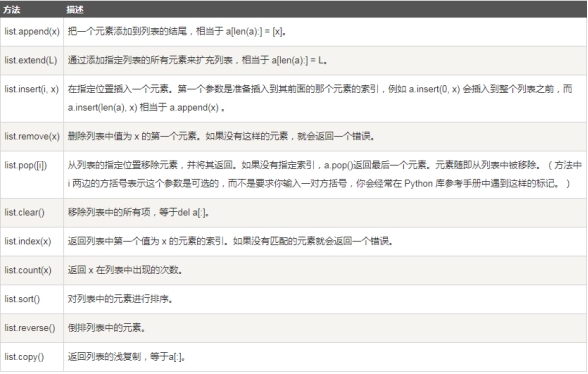 方法 描述
list.append(x) 把一个元素添加到列表的结尾，相当于 a[len(a):] = [x]。
list.extend(L) 通过添加指定列表的所有元素来扩充列表，相当于 a[len(a):] = L。
list.insert(i, x) 在指定位置插入一个元素。第一个参数是准备插入到其前面的那个元素的索引，例如 a.insert(0, x) 会插入到整个列表之前，而
a.insert(len(a), x) 相当于 a.append(x) 。
list.remove(x) 删除列表中值为 x 的第一个元素。如果没有这样的元素，就会返回一个错误。
list.pop([i]) 从列表的指定位置移除元素，并将其返回。如果没有指定索引，a.pop()返回最后一个元素。元素随即从列表中被移除。（方法中
i 两边的方括号表示这个参数是可选的，而不是要求你输入一对方括号，你会经常在 Python 库参考手册中遇到这样的标记。）
list.clear() 移除列表中的所有项，等于del a[:]。
list.index(x) 返回列表中第一个值为 x 的元素的索引。如果没有匹配的元素就会返回一个错误。
list.count(x) 返回 x 在列表中出现的次数。
list.sort() 对列表中的元素进行排序。
list.reverse() 倒排列表中的元素。
list.copy() 返回列表的浅复制，等于a[:]。